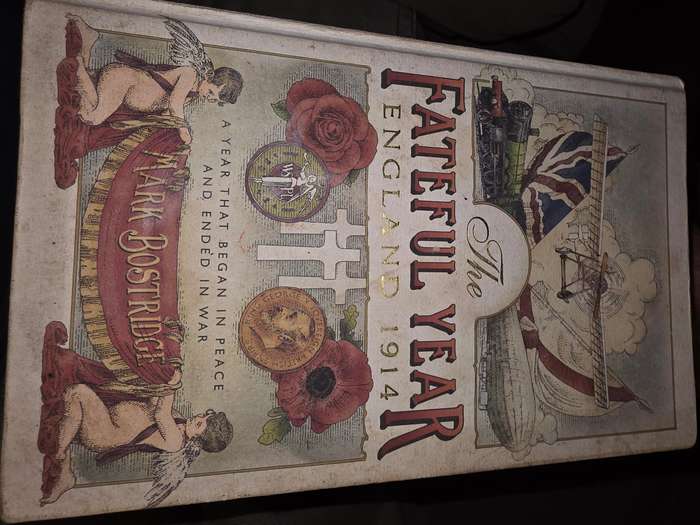 The
FATEFUL YEAR
ENGLAND 1914
A YEAR THAT BEGAN IN PEACE
AND ENDED IN WAR
MARK BOSTRIDGE